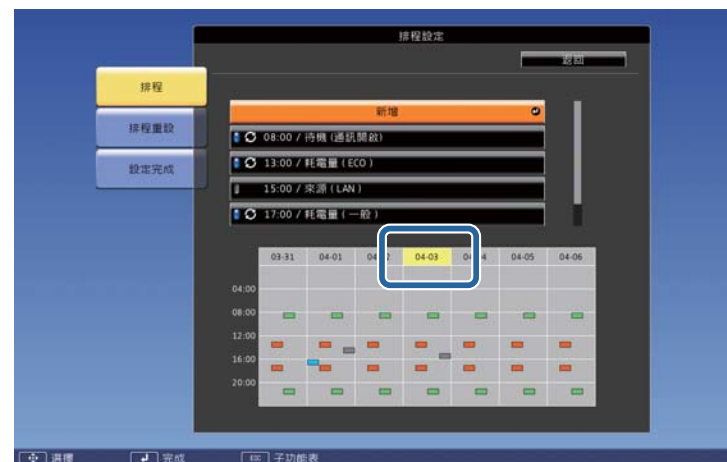 排程設定
返回
排程
排程重設
設定完成
新增
08:00 / 待機 (通訊開啟)
13:00 / 耗電量 ( ECO )
15:00 / 來源 ( LAN )
17:00 / 耗電量 ( 一般 )
03-31 04-01 04-03 04-05 04-06
04:00
08:00
12:00
16:00
20:00
選擇 完成 Esc 子功能表